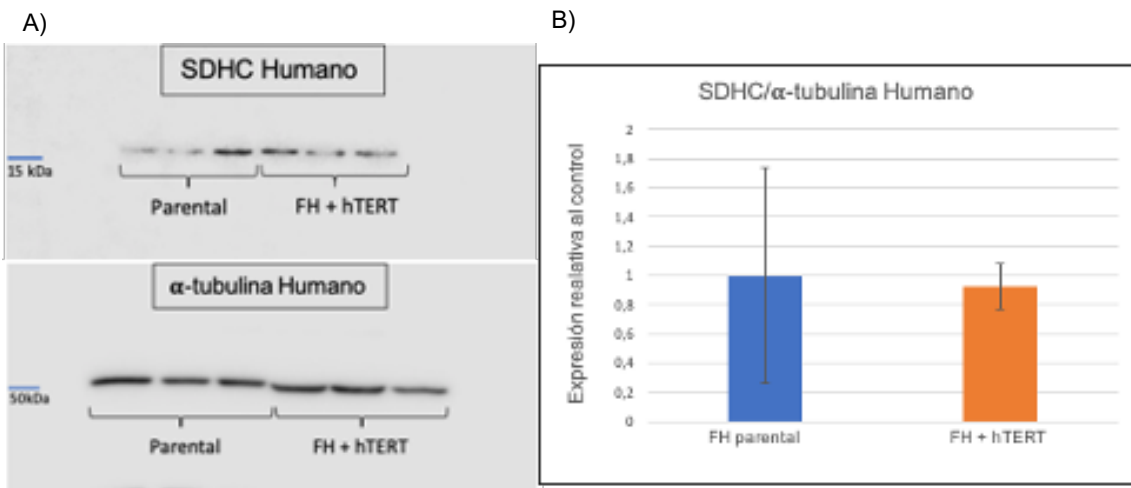 A)
SDHC Humano
15 kDa
Parental
FH + hTERT
α-tubulina Humano
50kDa
Parental
FH + hTERT
B)
SDHC/α-tubulina Humano
Expresión realativa al control
2
1,8
1,6
1,4
1,2
1
0,8
0,6
0,4
0,2
0
FH parental
FH + hTERT